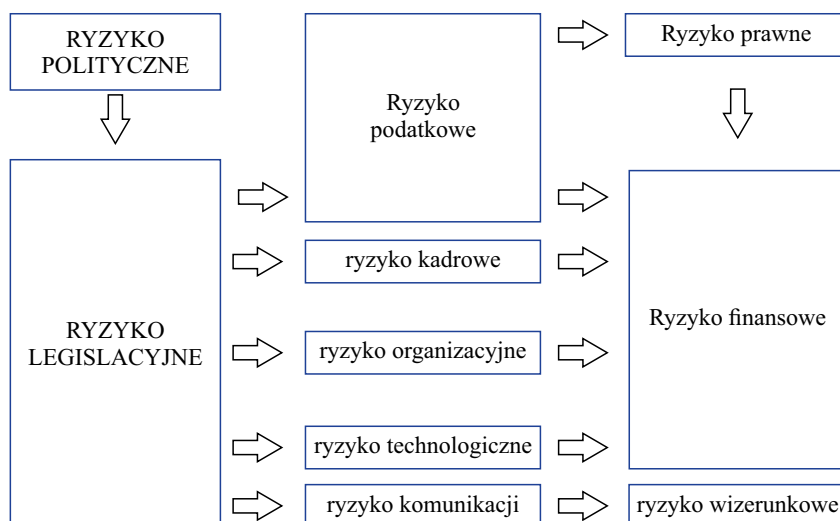 RYZYKO
POLITYCZNE
Ryzyko
podatkowe
Ryzyko prawne
RYZYKO
LEGISLACYJNE
ryzyko kadrowe
ryzyko organizacyjne
ryzyko technologiczne
ryzyko komunikacji
Ryzyko finansowe
ryzyko wizerunkowe